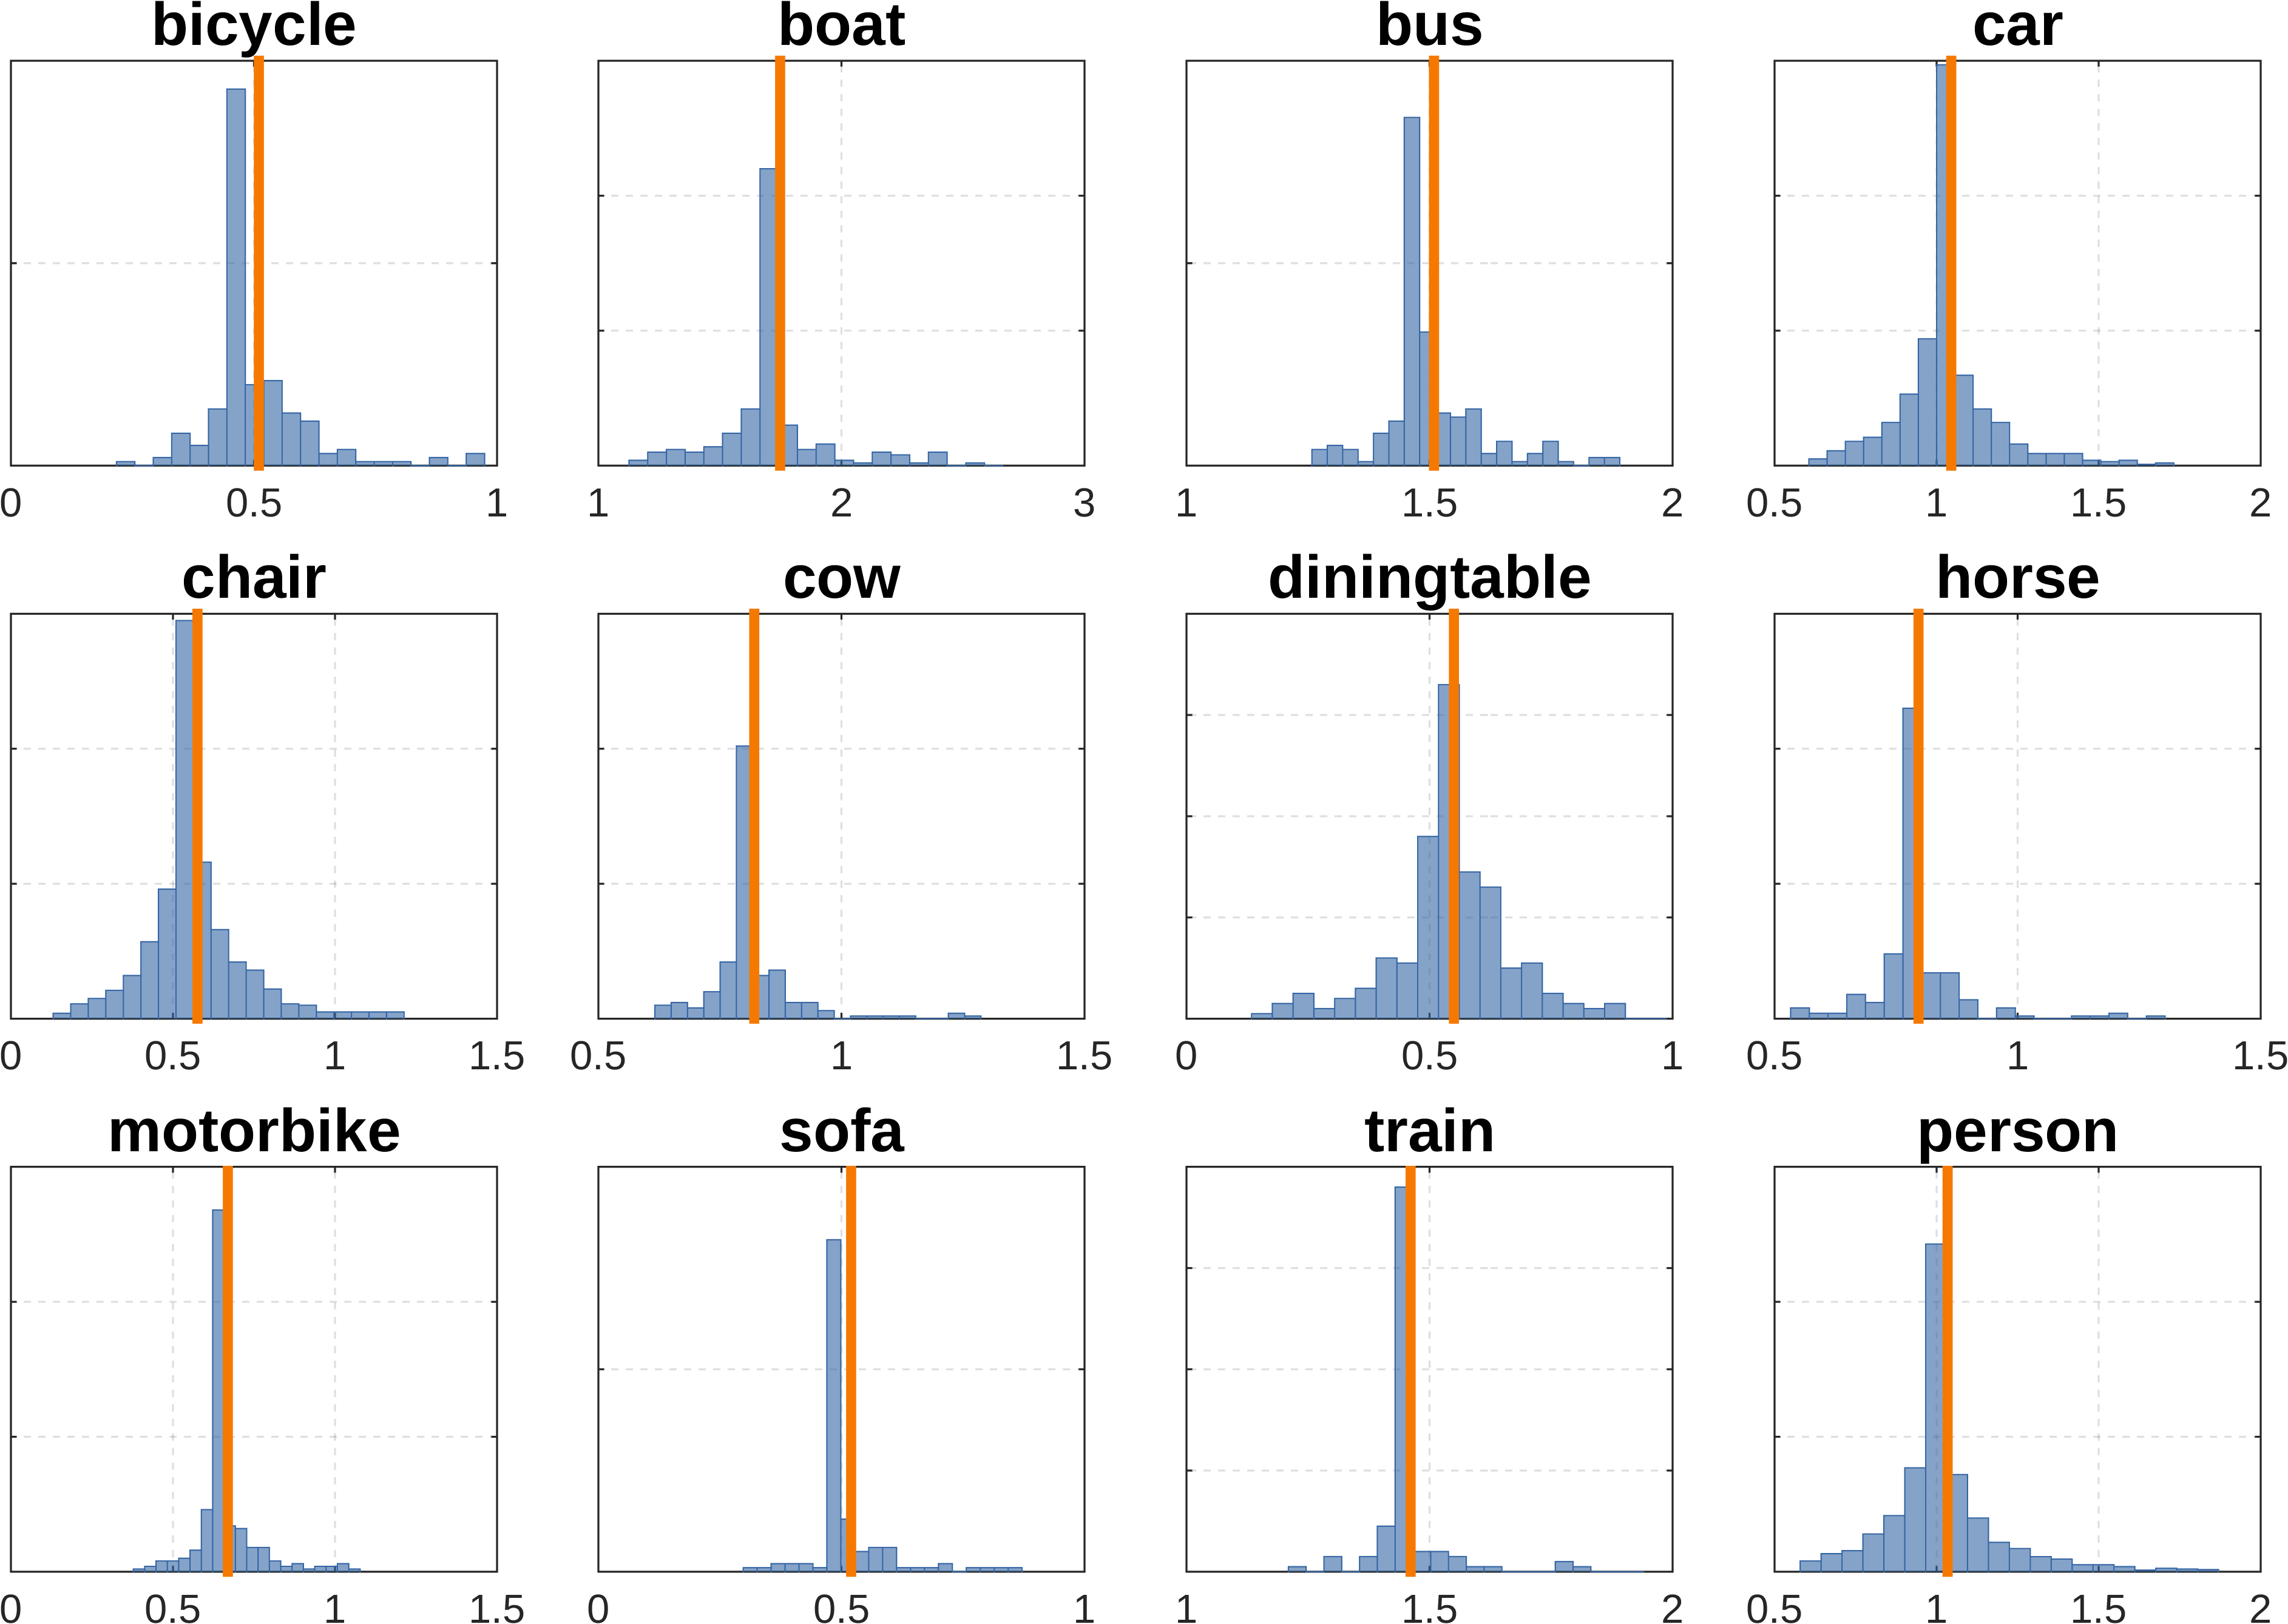 bicycle boat bus car
0 0.5 1 1 2 3 1 1.5 2 0.5 1 1.5 2
chair cow diningtable horse
0 0.5 1 1.5 0.5 1 1.5 0 0.5 1 0.5 1 1.5
motorbike sofa train person
0 0.5 1 1.5 0 0.5 1 1 1.5 2 0.5 1 1.5 2